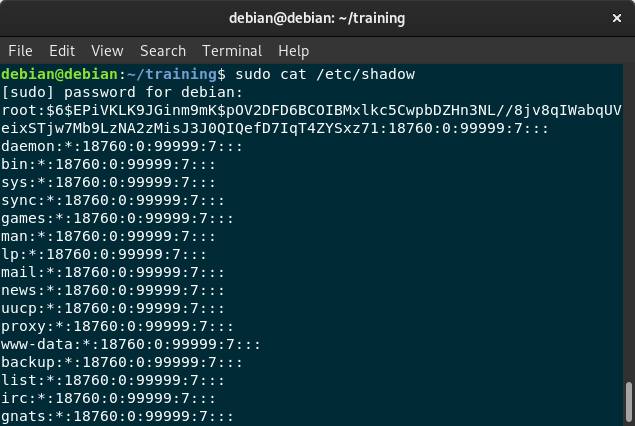 debian@debian: ~/training
File Edit View Search Terminal Help
debian@debian:~/training$ sudo cat /etc/shadow
[sudo] password for debian:
root:$6$EPiVKLK9JGinm9mK$pOV2DFD6BCOIBMxlkc5CwpbDZHn3NL//8jv8qIWabqUV
eixSTjw7Mb9LzNA2zMisJ3J0QIQefD7IqT4ZYSxz71:18760:0:99999:7:::
daemon:*:18760:0:99999:7:::
bin:*:18760:0:99999:7:::
sys:*:18760:0:99999:7:::
sync:*:18760:0:99999:7:::
games:*:18760:0:99999:7:::
man:*:18760:0:99999:7:::
lp:*:18760:0:99999:7:::
mail:*:18760:0:99999:7:::
news:*:18760:0:99999:7:::
uucp:*:18760:0:99999:7:::
proxy:*:18760:0:99999:7:::
www-data:*:18760:0:99999:7:::
backup:*:18760:0:99999:7:::
list:*:18760:0:99999:7:::
irc:*:18760:0:99999:7:::
gnats:*:18760:0:99999:7:::